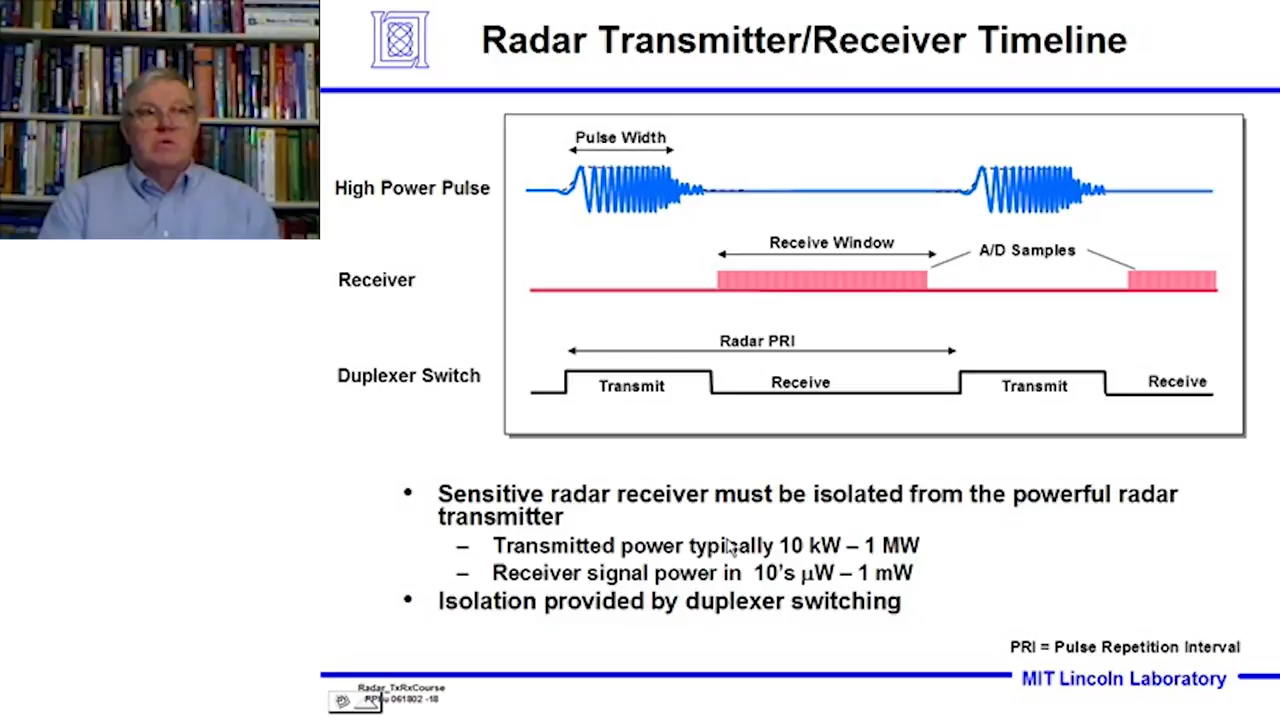 Radar Transmitter/Receiver Timeline
Pulse Width
High Power Pulse
Receive Window
A/D Samples
Receiver
Radar PRI
Duplexer Switch
Transmit
Receive
Transmit
Receive
• Sensitive radar receiver must be isolated from the powerful radar
transmitter
– Transmitted power typically 10 kW – 1 MW
– Receiver signal power in 10's μW – 1 mW
• Isolation provided by duplexer switching
PRI = Pulse Repetition Interval
MIT Lincoln Laboratory
Radar_TxRxCourse
061802 -18